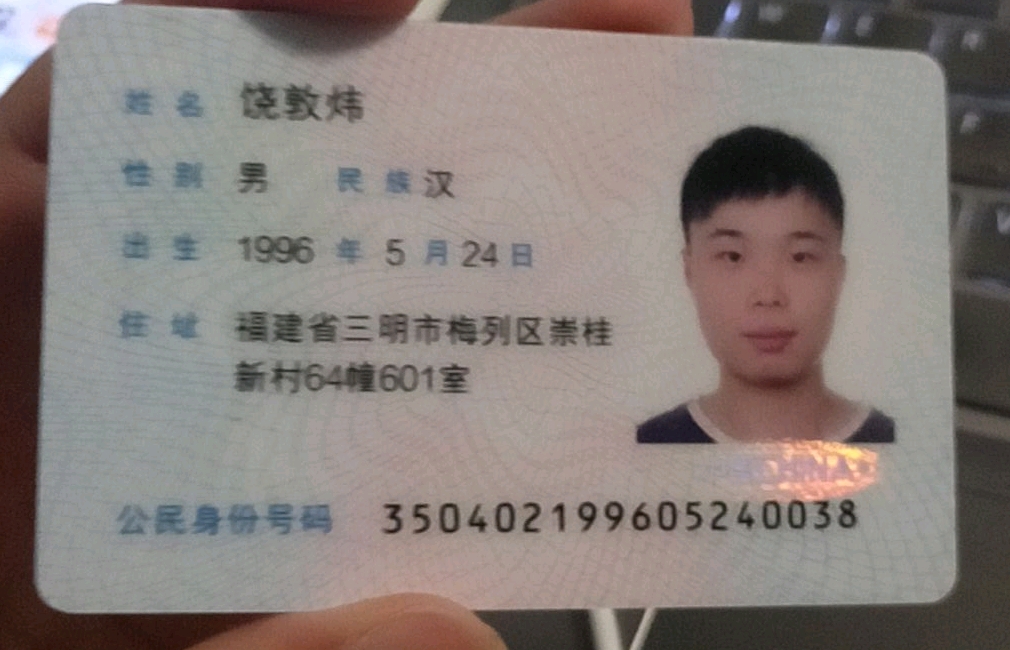 姓名 饶敦炜
性别 男 民族 汉
出生 1996 年 5 月 24 日
住址 福建省三明市梅列区崇桂
新村64幢601室
CHINA
公民身份号码 350402199605240038